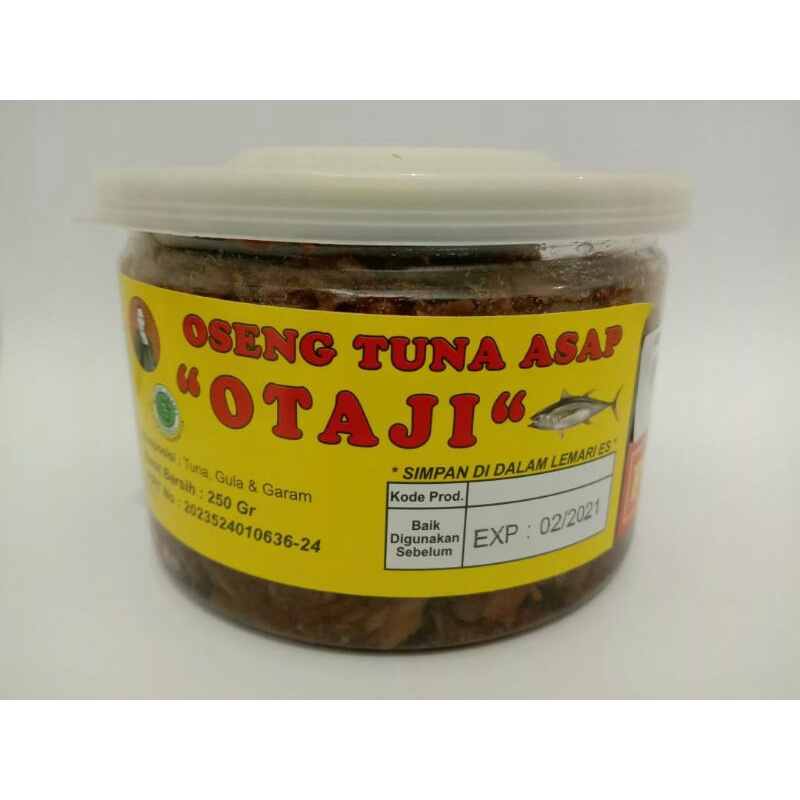 OSENG TUNA ASAP
“OTAJI“
: Tuna, Gula & Garam
Bersih : 250 Gr
No : 2023524010636-24
* SIMPAN DI DALAM LEMARI ES *
Kode Prod.
Baik
Digunakan
Sebelum
EXP : 02/2021